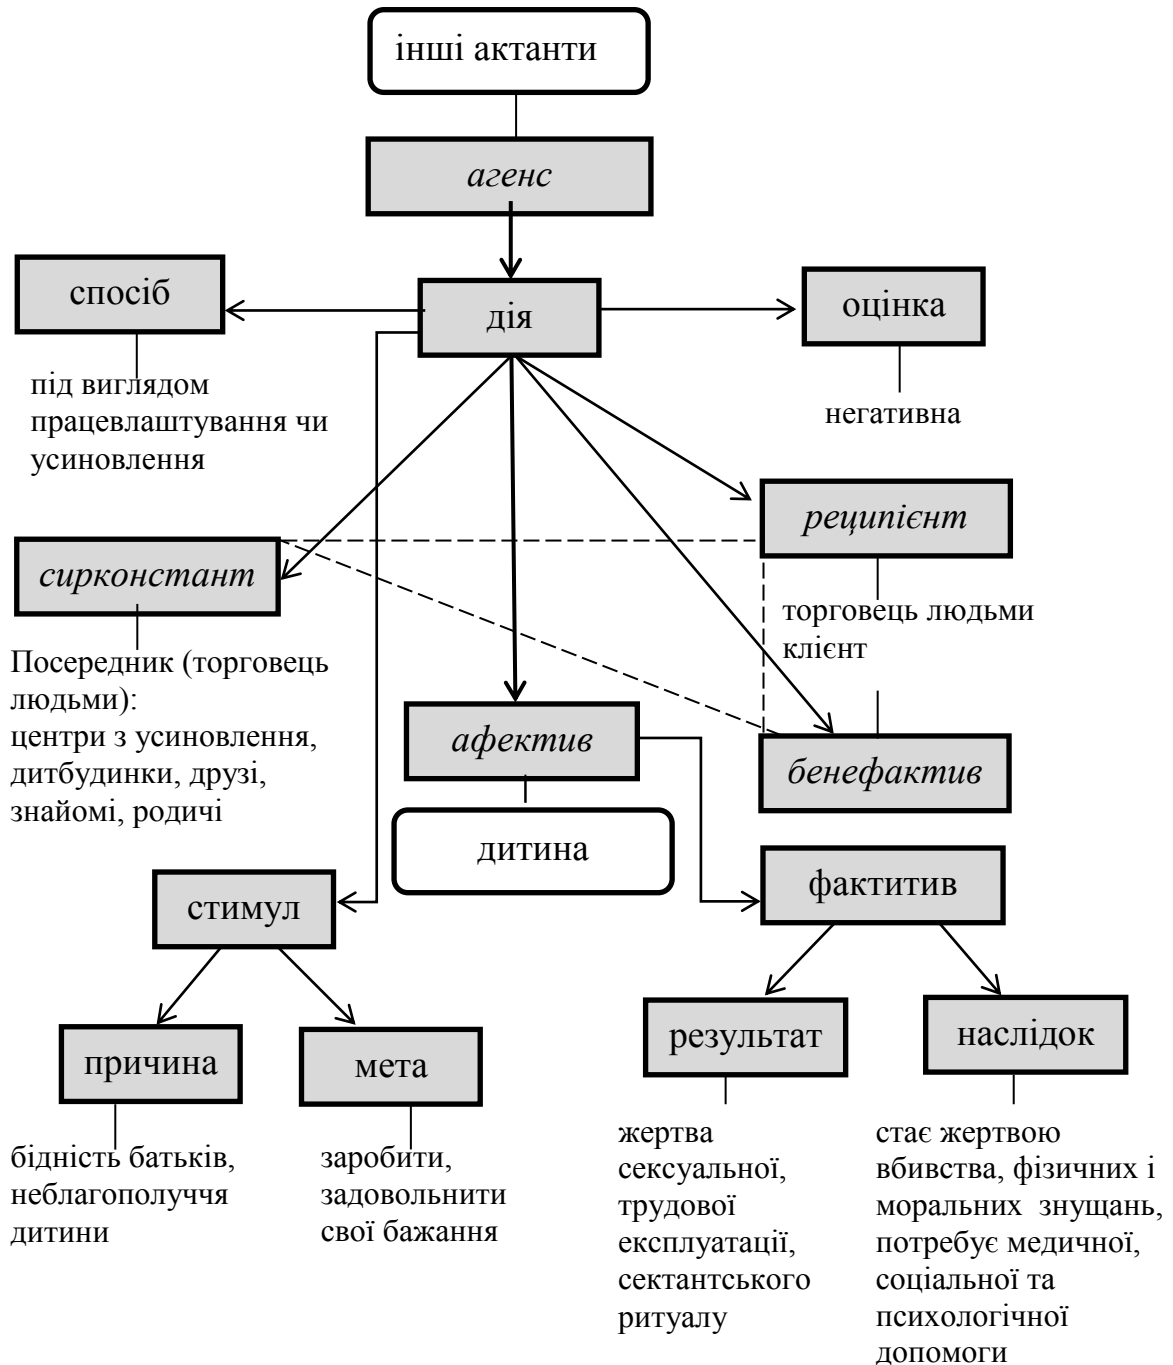 інші актанти
агенс
спосіб
дія
оцінка
під виглядом
працевлаштування чи
усиновлення
негативна
реципієнт
сирконстант
торговець людьми
клієнт
Посередник (торговець
людьми):
центри з усиновлення,
дитбудинки, друзі,
знайомі, родичі
афектив
бенефактив
дитина
фактитив
стимул
результат
наслідок
причина
мета
бідність батьків,
неблагополуччя
дитини
заробити,
задовольнити
свої бажання
жертва
сексуальної,
трудової
експлуатації,
сектантського
ритуалу
стає жертвою
вбивства, фізичних і
моральних знущань,
потребує медичної,
соціальної та
психологічної
допомоги